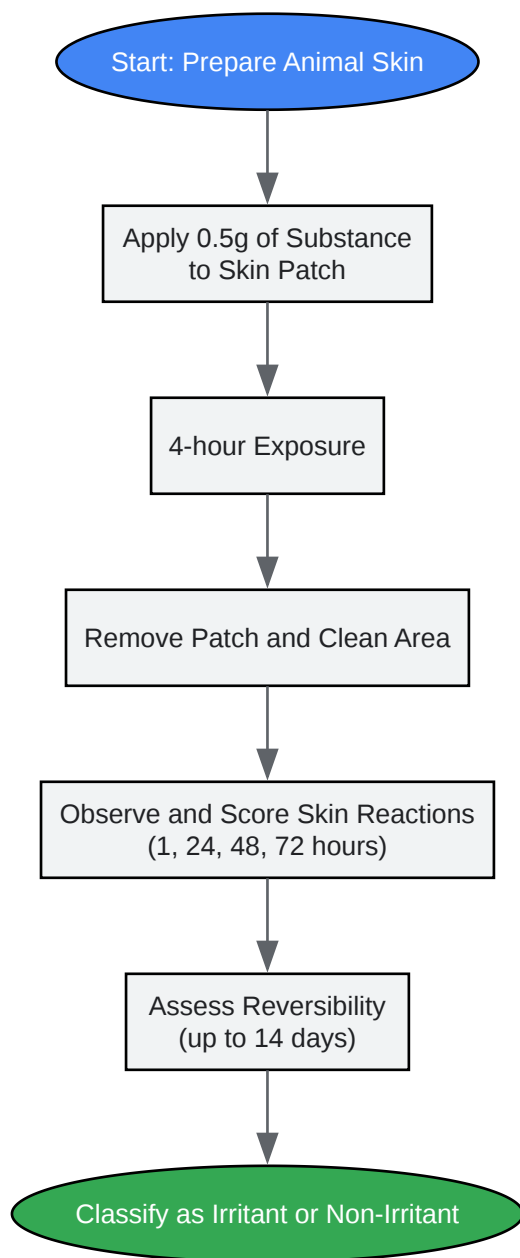 Start: Prepare Animal Skin
Apply 0.5g of Substance
to Skin Patch
4-hour Exposure
Remove Patch and Clean Area
Observe and Score Skin Reactions
(1, 24, 48, 72 hours)
Assess Reversibility
(up to 14 days)
Classify as Irritant or Non-Irritant